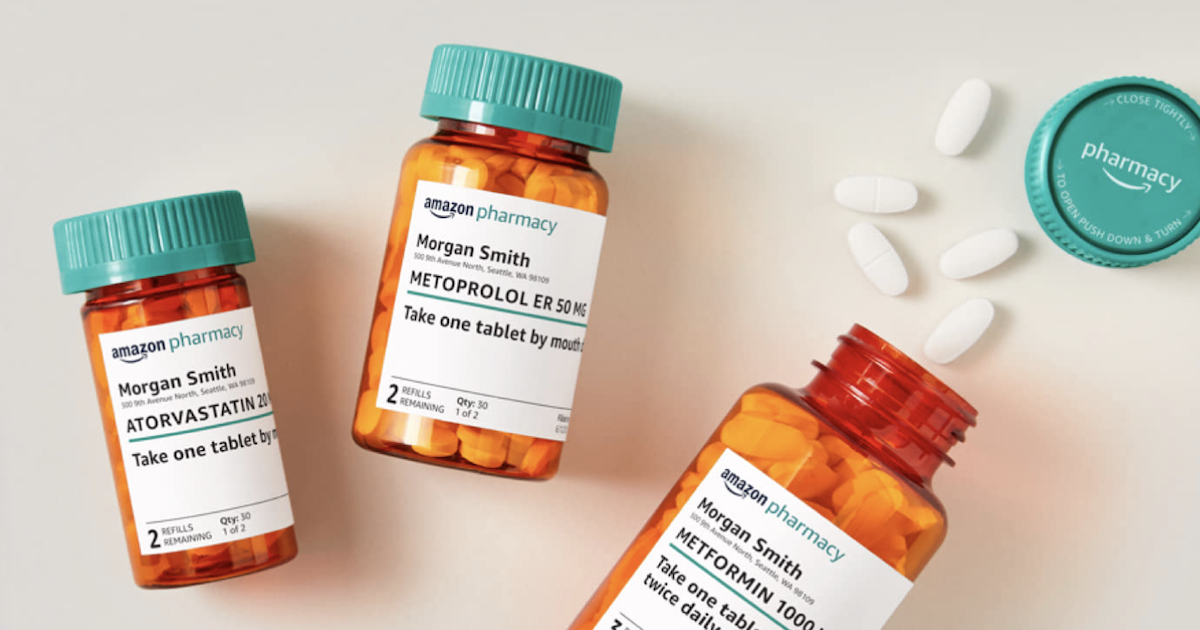 amazon pharmacy
Morgan Smith
500 9th Avenue North, Seattle, WA 98109
ATORVASTATIN 20
Take one tablet by
2 REFILLS REMAINING
Qty: 30
1 of 2
amazon pharmacy
Morgan Smith
500 9th Avenue North, Seattle, WA 98109
METOPROLOL ER 50 MG
Take one tablet by mouth
2 REFILLS REMAINING
Qty: 30
1 of 2
amazon pharmacy
Morgan Smith
500 9th Avenue North, Seattle, WA 98109
METFORMIN 1000
Take one
twice daily
CLOSE TIGHTLY
pharmacy
TO OPEN PUSH DOWN & TURN